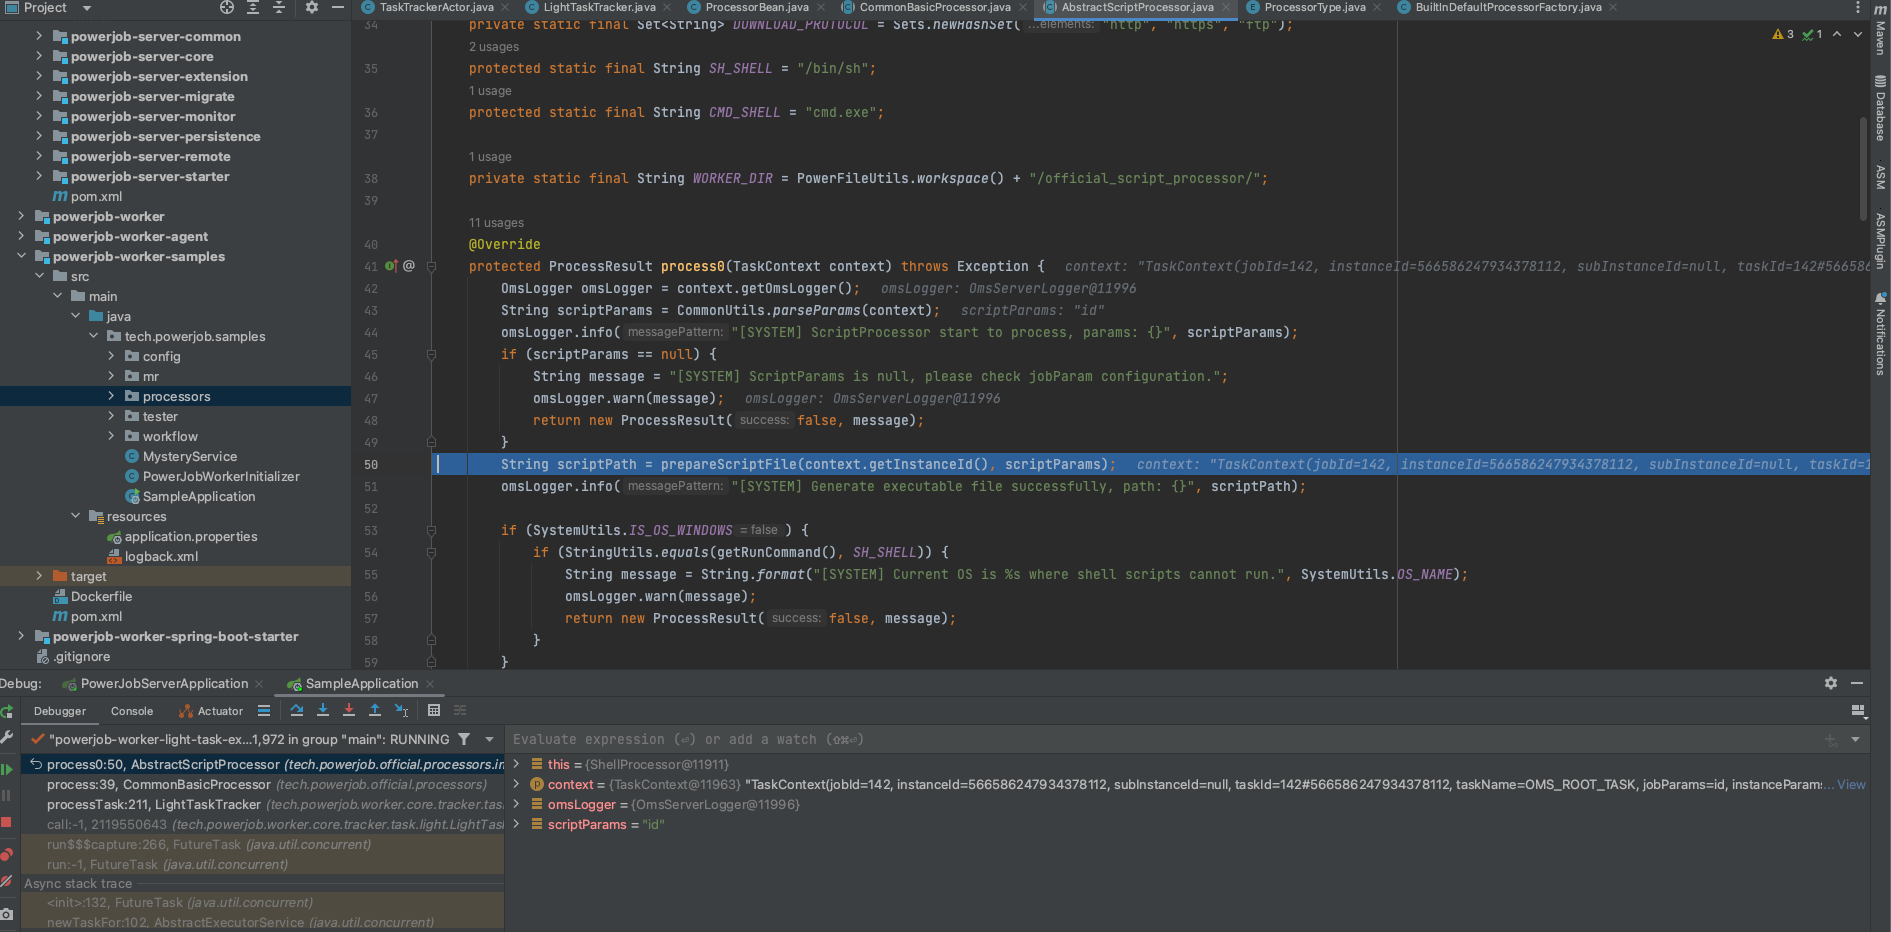 Project
TaskTrackerActor.java
LightTaskTracker.java
ProcessorBean.java
CommonBasicProcessor.java
AbstractScriptProcessor.java
ProcessorType.java
BuiltInDefaultProcessorFactory.java
powerjob-server-common
powerjob-server-core
powerjob-server-extension
powerjob-server-migrate
powerjob-server-monitor
powerjob-server-persistence
powerjob-server-remote
powerjob-server-starter
pom.xml
powerjob-worker
powerjob-worker-agent
powerjob-worker-samples
src
main
java
tech.powerjob.samples
config
mr
processors
tester
workflow
MysteryService
PowerJobWorkerInitializer
SampleApplication
resources
application.properties
logback.xml
target
Dockerfile
pom.xml
powerjob-worker-spring-boot-starter
.gitignore
34 private static final Set<String> DOWNLOAD_PROTOCOL = Sets.newHashSet( ...elements: "http", "https", "ftp");
2 usages
35 protected static final String SH_SHELL = "/bin/sh";
1 usage
36 protected static final String CMD_SHELL = "cmd.exe";
37
1 usage
38 private static final String WORKER_DIR = PowerFileUtils.workspace() + "/official_script_processor/";
39
11 usages
40 @Override
41 @ protected ProcessResult process0(TaskContext context) throws Exception { context: "TaskContext(jobId=142, instanceId=566586247934378112, subInstanceId=null, taskId=142#56658
42 OmsLogger omsLogger = context.getOmsLogger(); omsLogger: OmsServerLogger@11996
43 String scriptParams = CommonUtils.parseParams(context); scriptParams: "id"
44 omsLogger.info( messagePattern: "[SYSTEM] ScriptProcessor start to process, params: {}", scriptParams);
45 if (scriptParams == null) {
46 String message = "[SYSTEM] ScriptParams is null, please check jobParam configuration.";
47 omsLogger.warn(message); omsLogger: OmsServerLogger@11996
48 return new ProcessResult( success: false, message);
49 }
50 String scriptPath = prepareScriptFile(context.getInstanceId(), scriptParams); context: "TaskContext(jobId=142, instanceId=566586247934378112, subInstanceId=null, taskId=1
51 omsLogger.info( messagePattern: "[SYSTEM] Generate executable file successfully, path: {}", scriptPath);
52
53 if (SystemUtils.IS_OS_WINDOWS = false ) {
54 if (StringUtils.equals(getRunCommand(), SH_SHELL)) {
55 String message = String.format("[SYSTEM] Current OS is %s where shell scripts cannot run.", SystemUtils.OS_NAME);
56 omsLogger.warn(message);
57 return new ProcessResult( success: false, message);
58 }
59 }
3 1
Maven
Database
ASM
ASMPlugin
Notifications
Debug:
PowerJobServerApplication
SampleApplication
Debugger
Console
Actuator
"powerjob-worker-light-task-ex...1,972 in group "main": RUNNING
process0:50, AbstractScriptProcessor (tech.powerjob.official.processors.im
process:39, CommonBasicProcessor (tech.powerjob.official.processors)
processTask:211, LightTaskTracker (tech.powerjob.worker.core.tracker.tas
call:-1, 2119550643 (tech.powerjob.worker.core.tracker.task.light.LightTas
run$$$capture:266, FutureTask (java.util.concurrent)
run:-1, FutureTask (java.util.concurrent)
Async stack trace
<init>:132, FutureTask (java.util.concurrent)
newTaskFor:102, AbstractExecutorService (java.util.concurrent)
Evaluate expression (⏎) or add a watch (⇧⌘⏎)
this = {ShellProcessor@11911}
context = {TaskContext@11963} "TaskContext(jobId=142, instanceId=566586247934378112, subInstanceId=null, taskId=142#566586247934378112, taskName=OMS_ROOT_TASK, jobParams=id, instanceParams... View
omsLogger = {OmsServerLogger@11996}
scriptParams = "id"